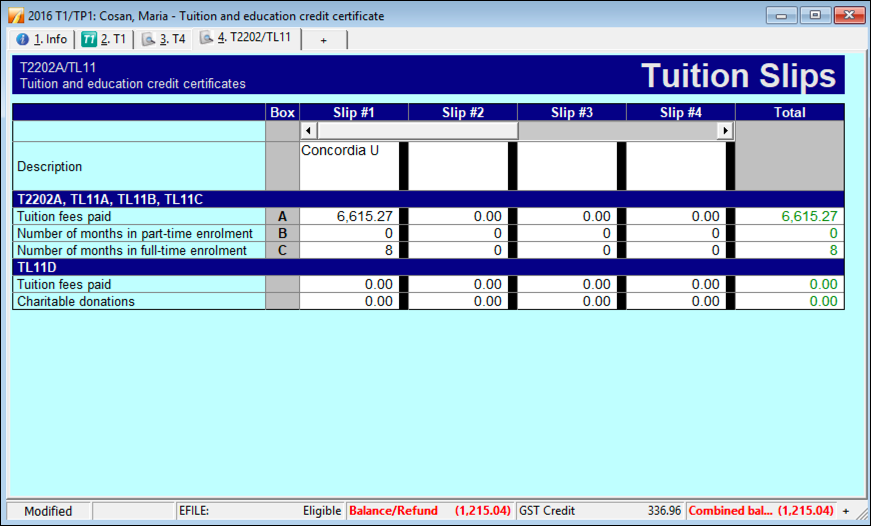 2016 T1/TP1: Cosan, Maria - Tuition and education credit certificate
1. Info T1 2. T1 3. T4 4. T2202/TL11 +
T2202A/TL11
Tuition and education credit certificates
Tuition Slips
Box Slip #1 Slip #2 Slip #3 Slip #4 Total
Description Concordia U
T2202A, TL11A, TL11B, TL11C
Tuition fees paid A 6,615.27 0.00 0.00 0.00 6,615.27
Number of months in part-time enrolment B 0 0 0 0 0
Number of months in full-time enrolment C 8 0 0 0 8
TL11D
Tuition fees paid 0.00 0.00 0.00 0.00 0.00
Charitable donations 0.00 0.00 0.00 0.00 0.00
Modified EFILE: Eligible Balance/Refund (1,215.04) GST Credit 336.96 Combined bal... (1,215.04) +